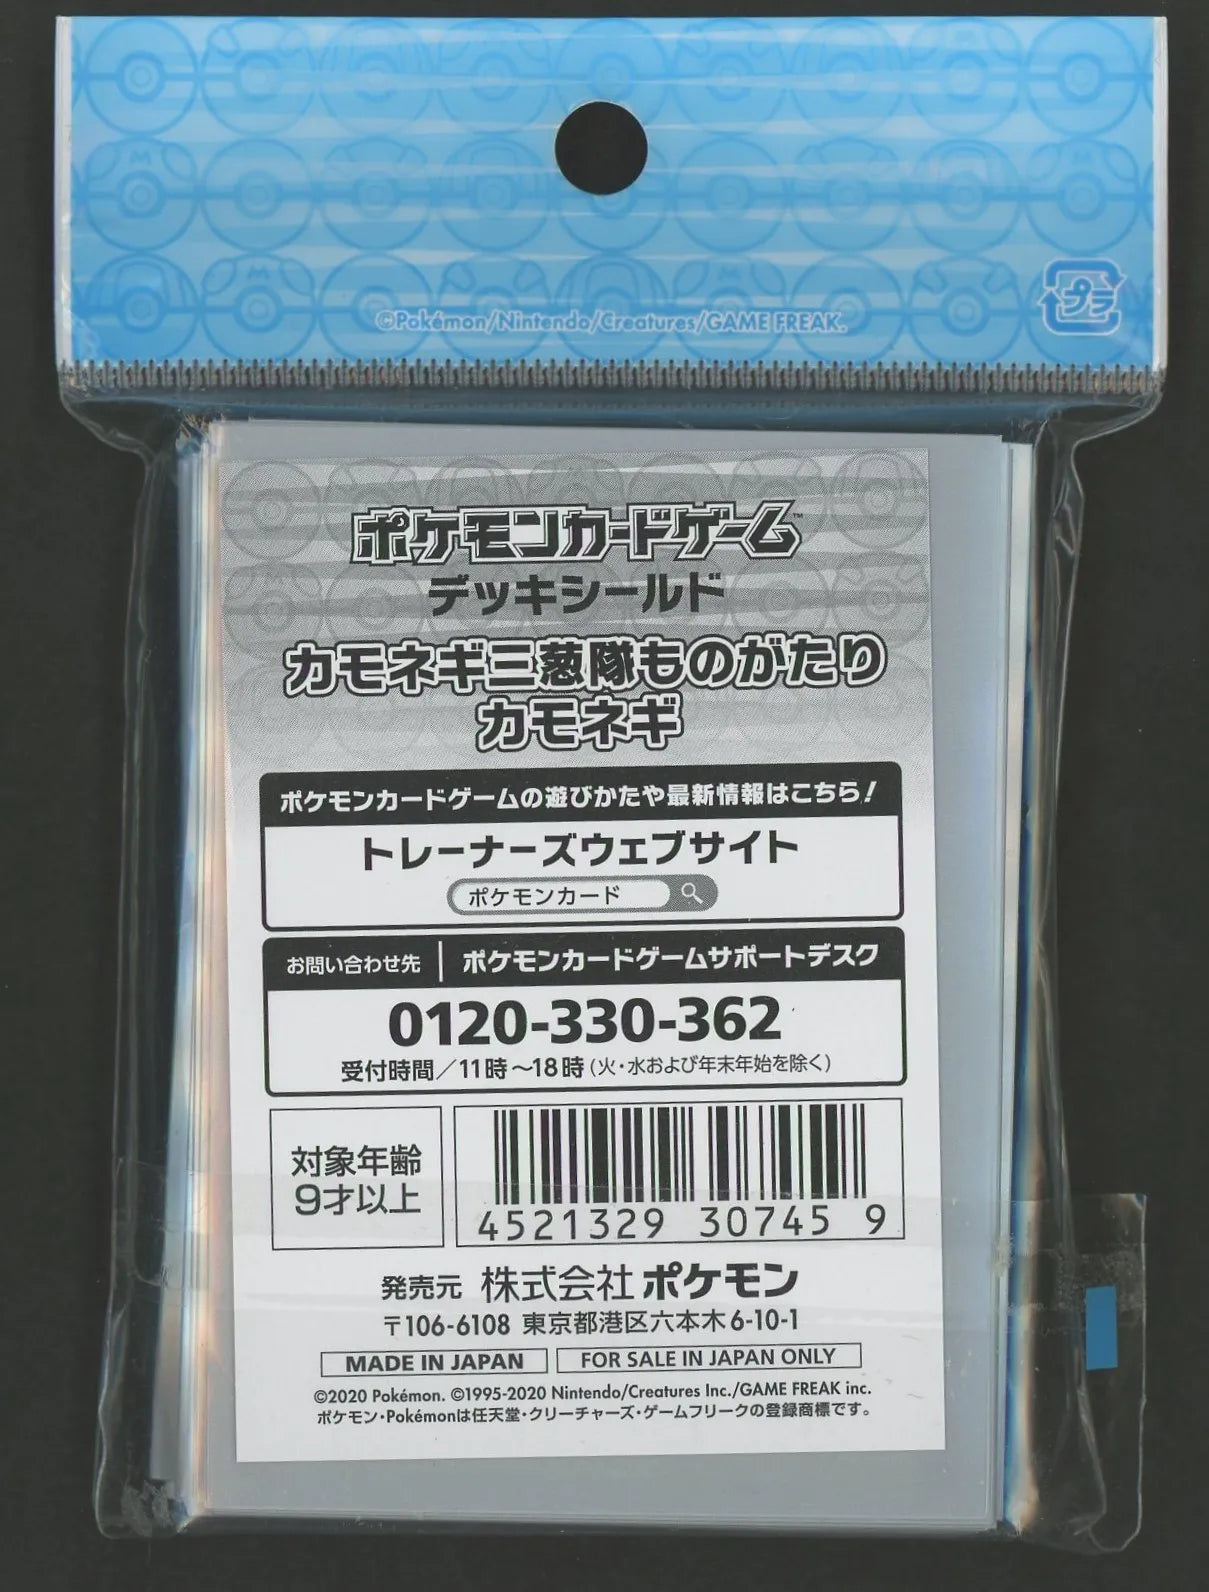 ©Pokémon/Nintendo/Creatures/GAME FREAK.
プラ
ポケモンカードゲーム™
デッキシールド
カモネギ三葱隊ものがたり
カモネギ
ポケモンカードゲームの遊びかたや最新情報はこちら!
トレーナーズウェブサイト
ポケモンカード
お問い合わせ先 | ポケモンカードゲームサポートデスク
0120-330-362
受付時間/11時~18時(火・水および年末年始を除く)
対象年齢
9才以上
4521329 30745 9
発売元 株式会社ポケモン
〒106-6108 東京都港区六本木6-10-1
MADE IN JAPAN FOR SALE IN JAPAN ONLY
©2020 Pokémon. ©1995-2020 Nintendo/Creatures Inc./GAME FREAK inc.
ポケモン・Pokémonは任天堂・クリーチャーズ・ゲームフリークの登録商標です。